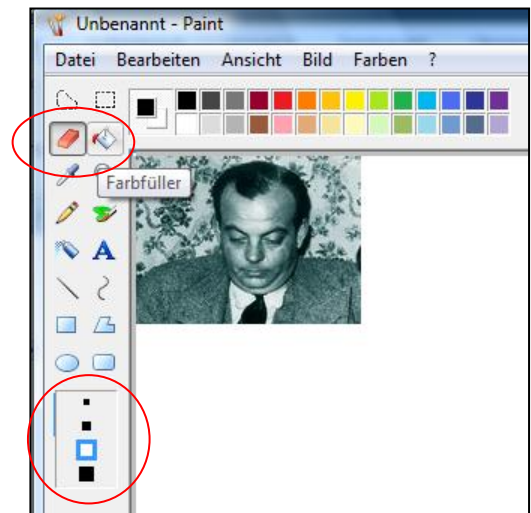 Unbenannt - Paint
Datei Bearbeiten Ansicht Bild Farben ?
Farbfüller
A